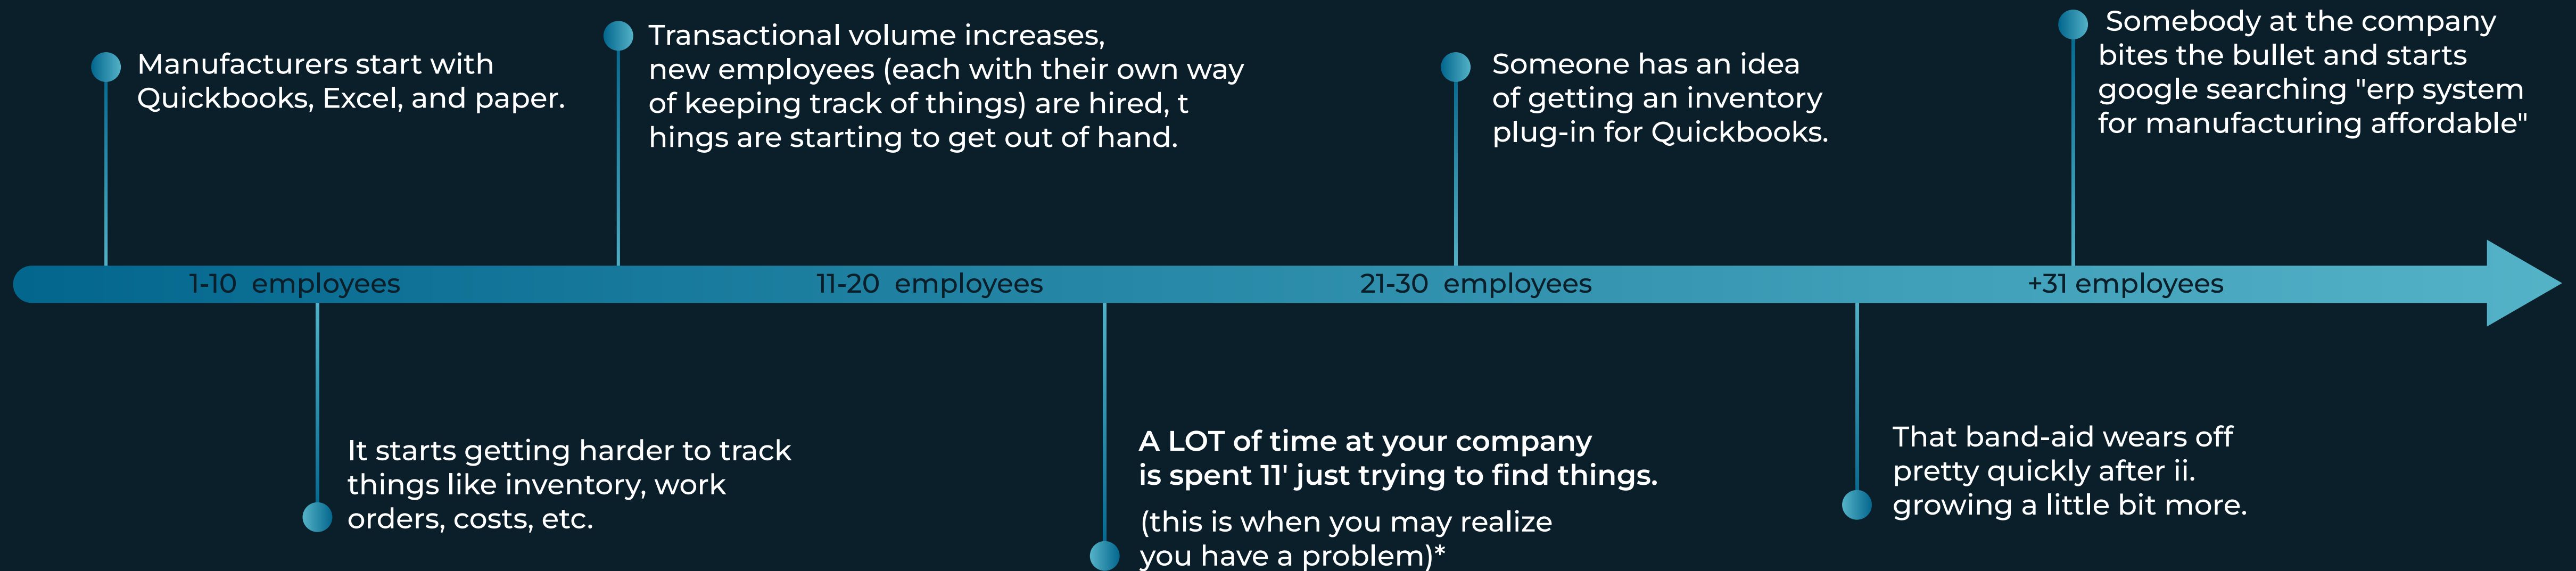 Manufacturers start with
Quickbooks, Excel, and paper.
Transactional volume increases,
new employees (each with their own way
of keeping track of things) are hired, t
hings are starting to get out of hand.
Someone has an idea
of getting an inventory
plug-in for Quickbooks.
Somebody at the company
bites the bullet and starts
google searching "erp system
for manufacturing affordable"
1-10 employees
11-20 employees
21-30 employees
+31 employees
It starts getting harder to track
things like inventory, work
orders, costs, etc.
A LOT of time at your company
is spent 11' just trying to find things.
(this is when you may realize
you have a problem)*
That band-aid wears off
pretty quickly after ii.
growing a little bit more.